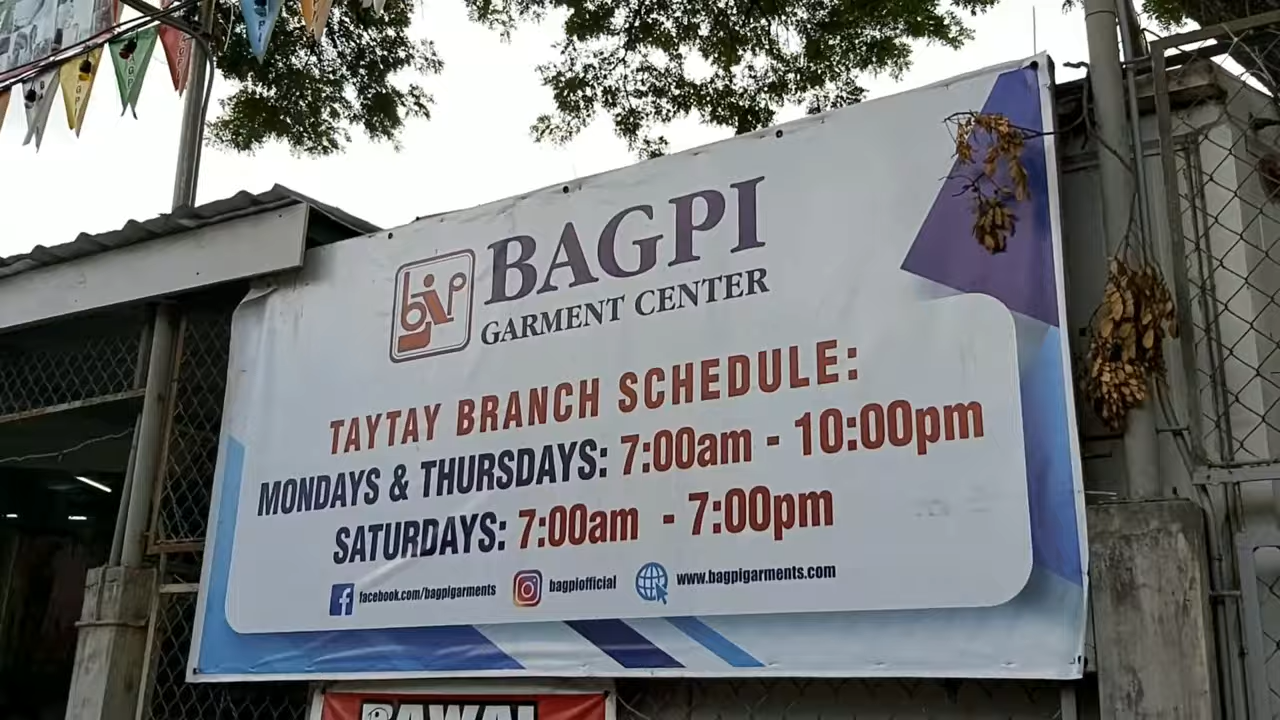 BAGPI
GARMENT CENTER
TAYTAY BRANCH SCHEDULE:
MONDAYS & THURSDAYS: 7:00am - 10:00pm
SATURDAYS: 7:00am - 7:00pm
facebook.com/bagpigarments bagpiofficial www.bagpigarments.com
BAWAL